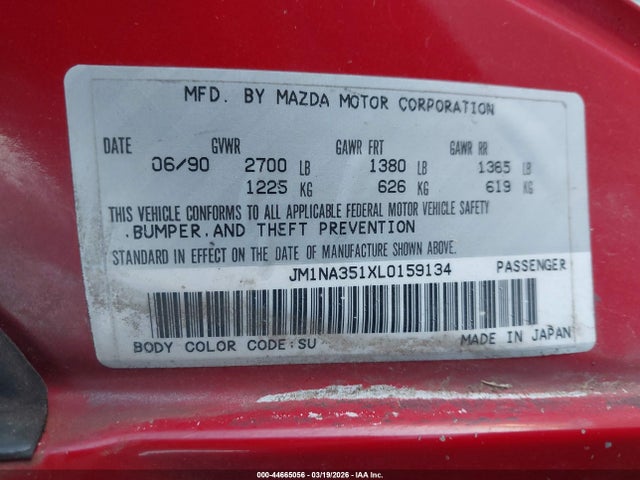 MFD. BY MAZDA MOTOR CORPORATION
DATE GVWR GAWR FRT GAWR RR
06/90 2700 LB 1380 LB 1365 LB
1225 KG 626 KG 619 KG
THIS VEHICLE CONFORMS TO ALL APPLICABLE FEDERAL MOTOR VEHICLE SAFETY
.BUMPER.AND THEFT PREVENTION
STANDARD IN EFFECT ON THE DATE OF MANUFACTURE SHOWN ABOVE.
JM1NA351XL0159134 PASSENGER
BODY COLOR CODE:SU MADE IN JAPAN
000-44665056 | 03/19/2026 | IAA Inc.